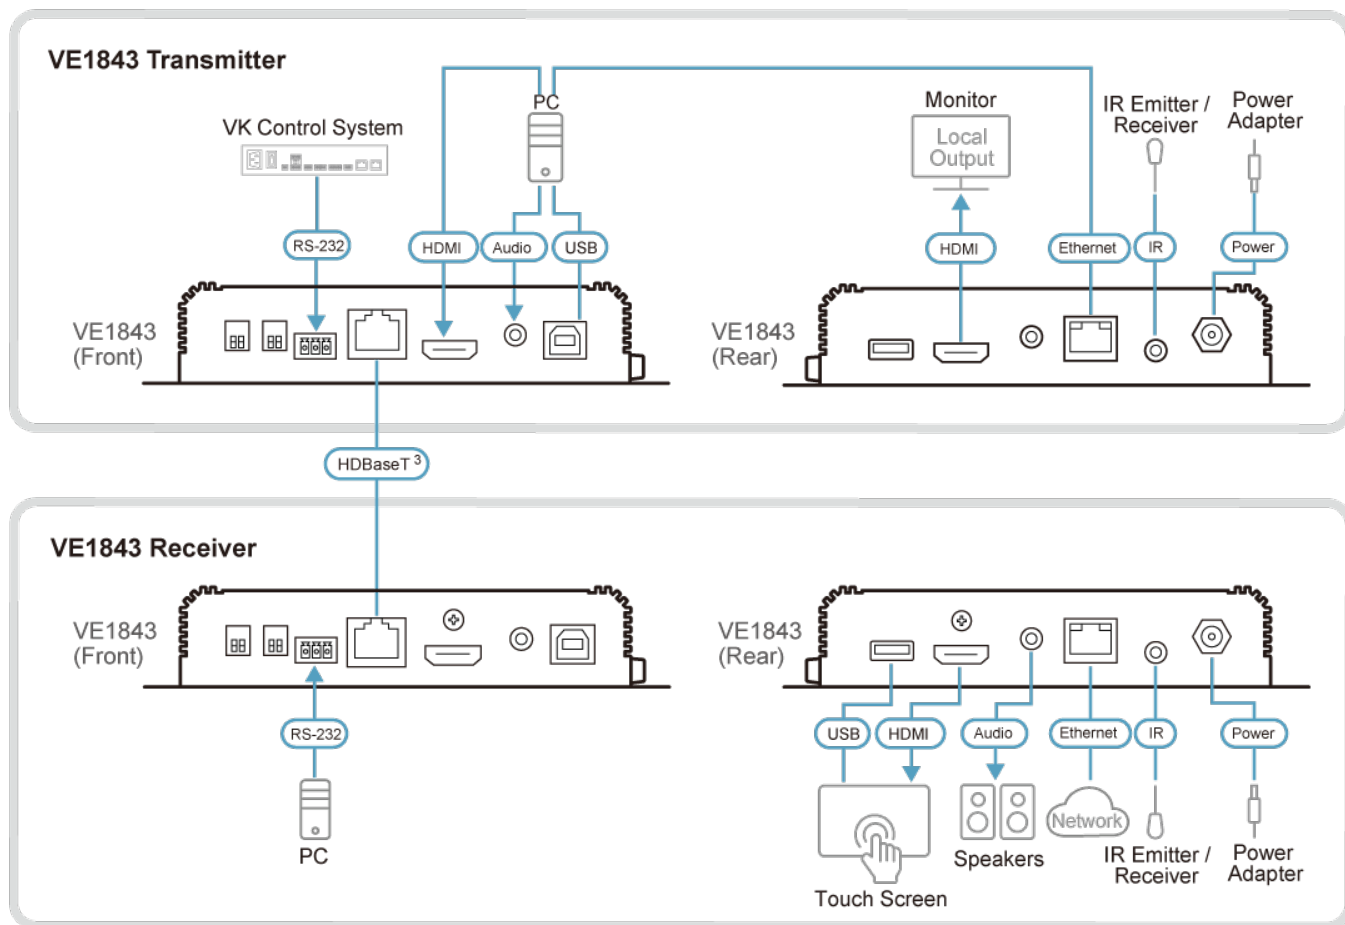 VE1843 Transmitter
VK Control System
PC
Monitor
Local
Output
IR Emitter /
Receiver
Power
Adapter
RS-232
HDMI
Audio
USB
HDMI
Ethernet
IR
Power
VE1843
(Front)
VE1843
(Rear)
HDBaseT 3
VE1843 Receiver
VE1843
(Front)
VE1843
(Rear)
RS-232
USB
HDMI
Audio
Ethernet
IR
Power
PC
Touch Screen
Speakers
Network
IR Emitter /
Receiver
Power
Adapter